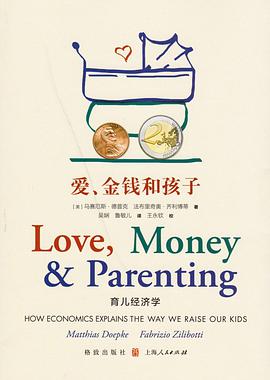 爱、金钱和孩子
[美]马赛厄斯·德普克 法布里奇奥·齐利博蒂 著
吴娴 鲁敏儿 译 王永钦 校
Love, Money
& Parenting
育儿经济学
HOW ECONOMICS EXPLAINS THE WAY WE RAISE OUR KIDS
Matthias Doepke Fabrizio Zilibotti
格致出版社 上海人民出版社